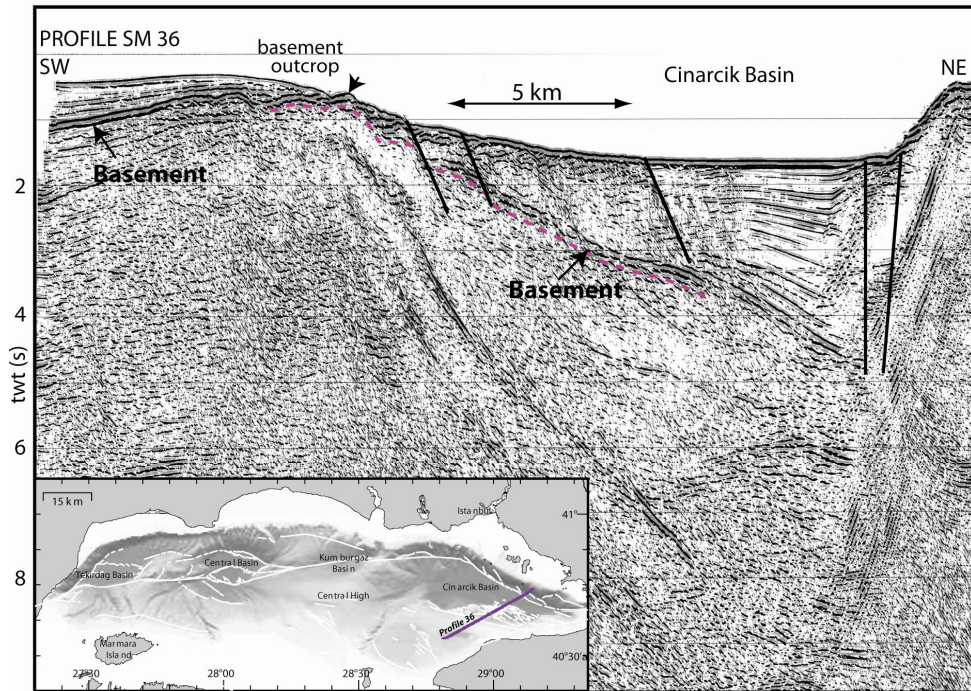 PROFILE SM 36
SW
basement
outcrop
Cinarcik Basin
NE
5 km
Basement
2
Basement
4
twt (s)
6
8
15 km
Istanbul
41°
Kumburgaz
Basin
Central Basin
Tekirdag Basin
Cinarcik Basin
Central High
Profile 36
Marmara
Island
40°30'
27°30
28°00
28°30
29°00